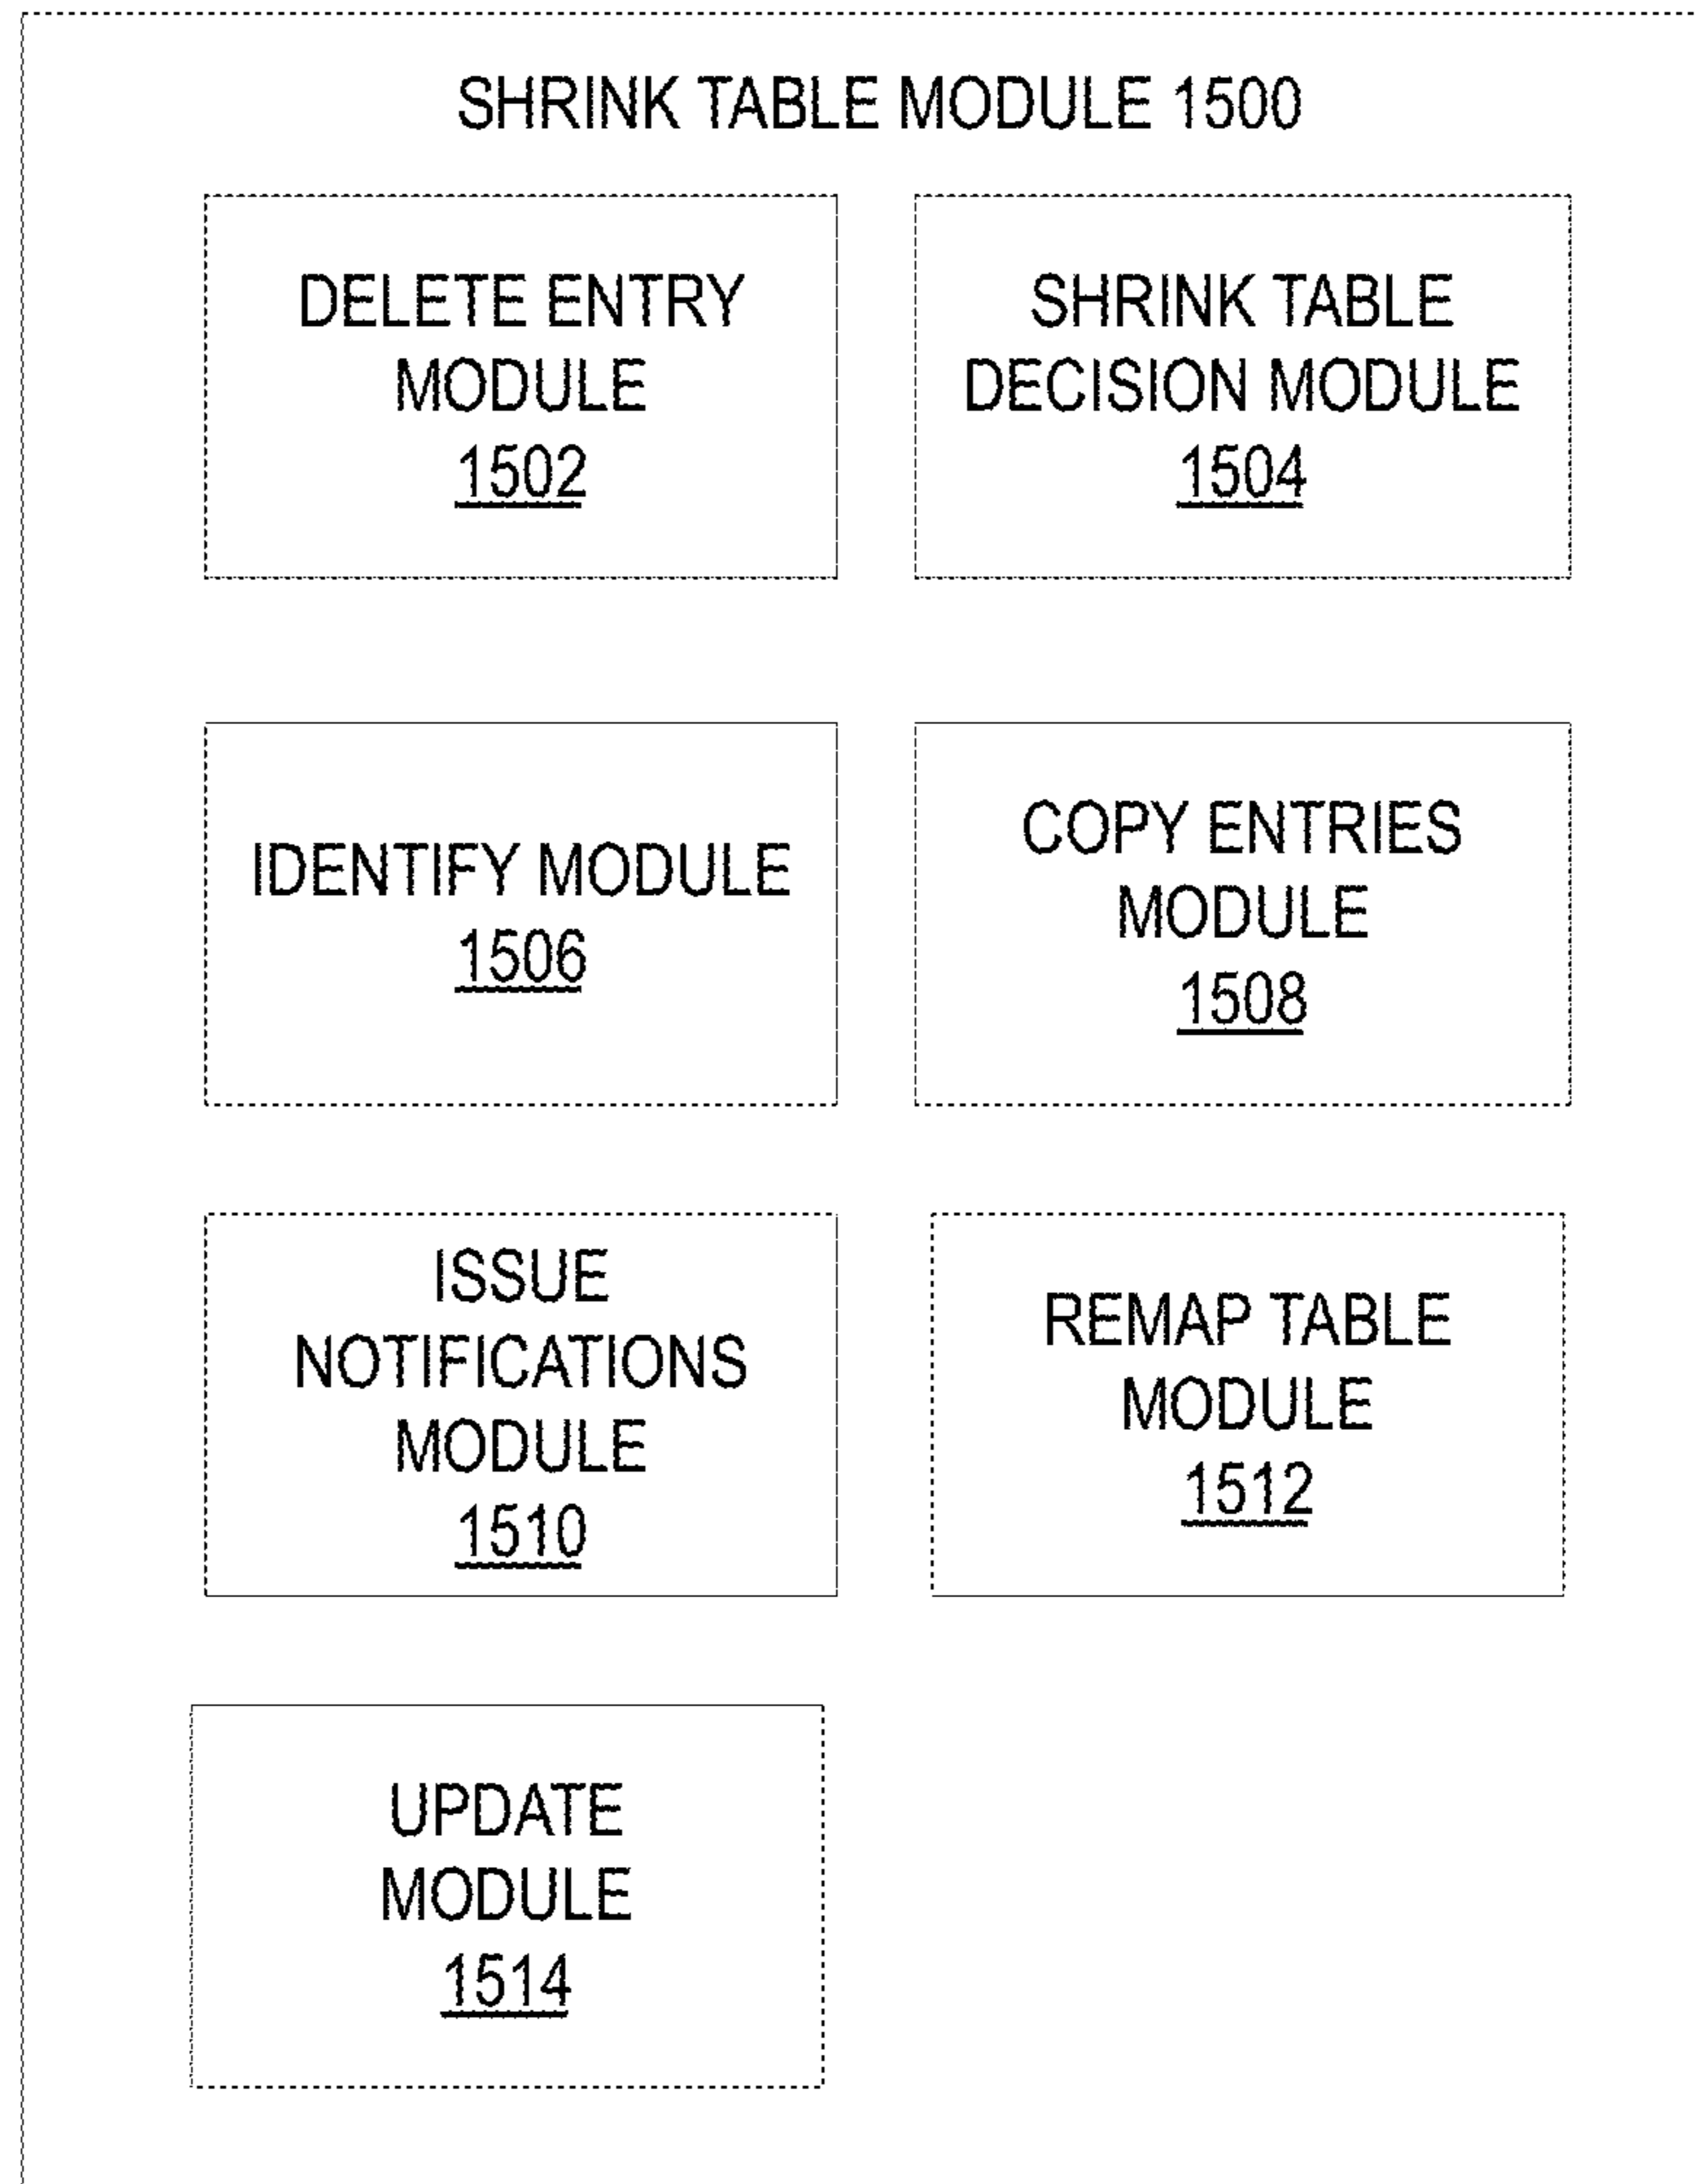 SHRINK TABLE MODULE 1500
DELETE ENTRY
MODULE
1502
SHRINK TABLE
DECISION MODULE
1504
IDENTIFY MODULE
1506
COPY ENTRIES
MODULE
1508
ISSUE
NOTIFICATIONS
MODULE
1510
REMAP TABLE
MODULE
1512
UPDATE
MODULE
1514